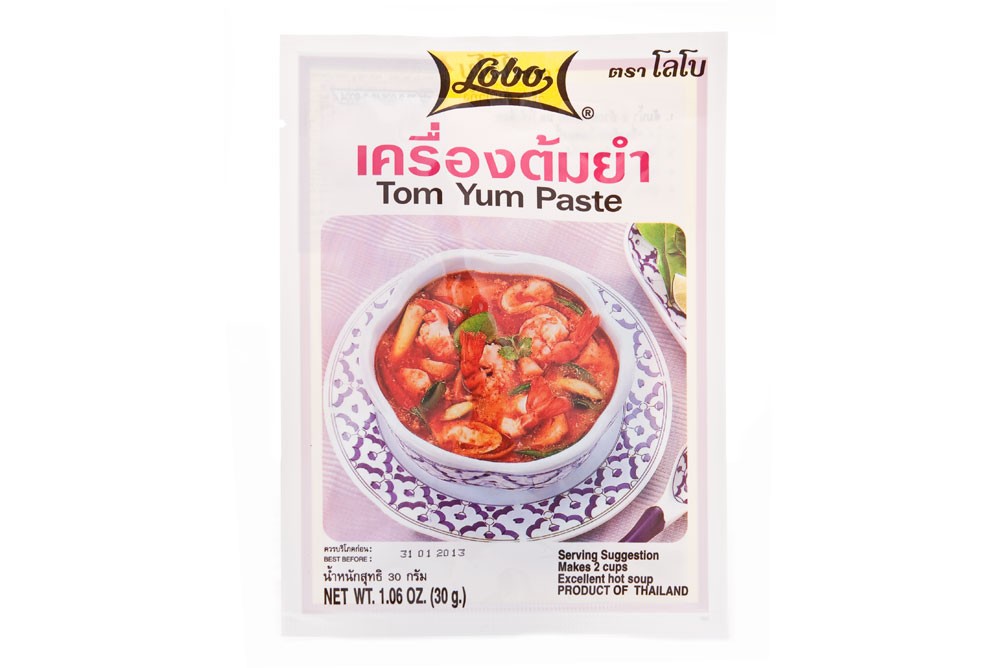 Lobo
®
ตรา โลโบ
เครื่องต้มยำ
Tom Yum Paste
ควรบริโภคก่อน :
BEST BEFORE : 31 01 2013
น้ำหนักสุทธิ 30 กรัม
NET WT. 1.06 OZ. (30 g.)
Serving Suggestion
Makes 2 cups
Excellent hot soup
PRODUCT OF THAILAND